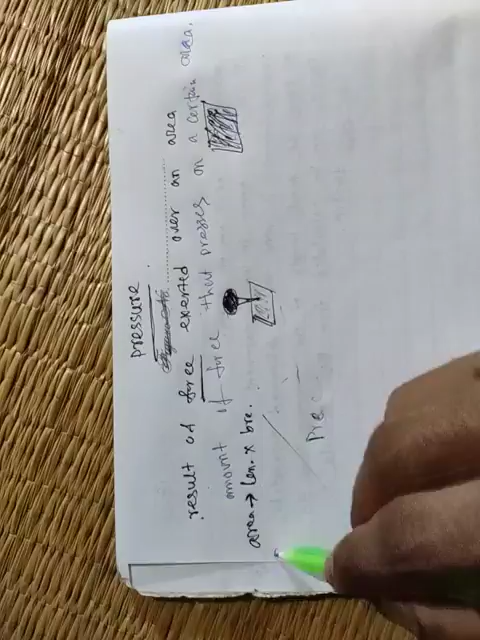 pressure
result of force exerted over an area
amount of force that presses on a certain area.
area → len. x bre.
Pre